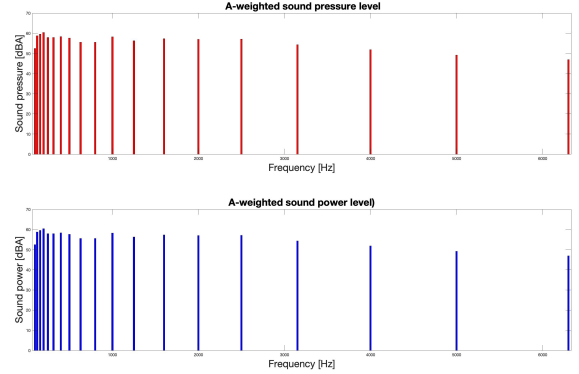 A-weighted sound pressure level
70
60
50
40
30
20
10
0
Sound pressure [dBA]
1000 2000 3000 4000 5000 6000
Frequency [Hz]
A-weighted sound power level)
70
60
50
40
30
20
10
0
Sound power [dBA]
1000 2000 3000 4000 5000 6000
Frequency [Hz]